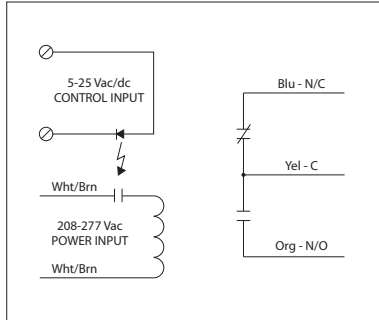 5-25 Vac/dc
CONTROL INPUT
Blu - N/C
Yel - C
Wht/Brn
208-277 Vac
POWER INPUT
Org - N/O
Wht/Brn